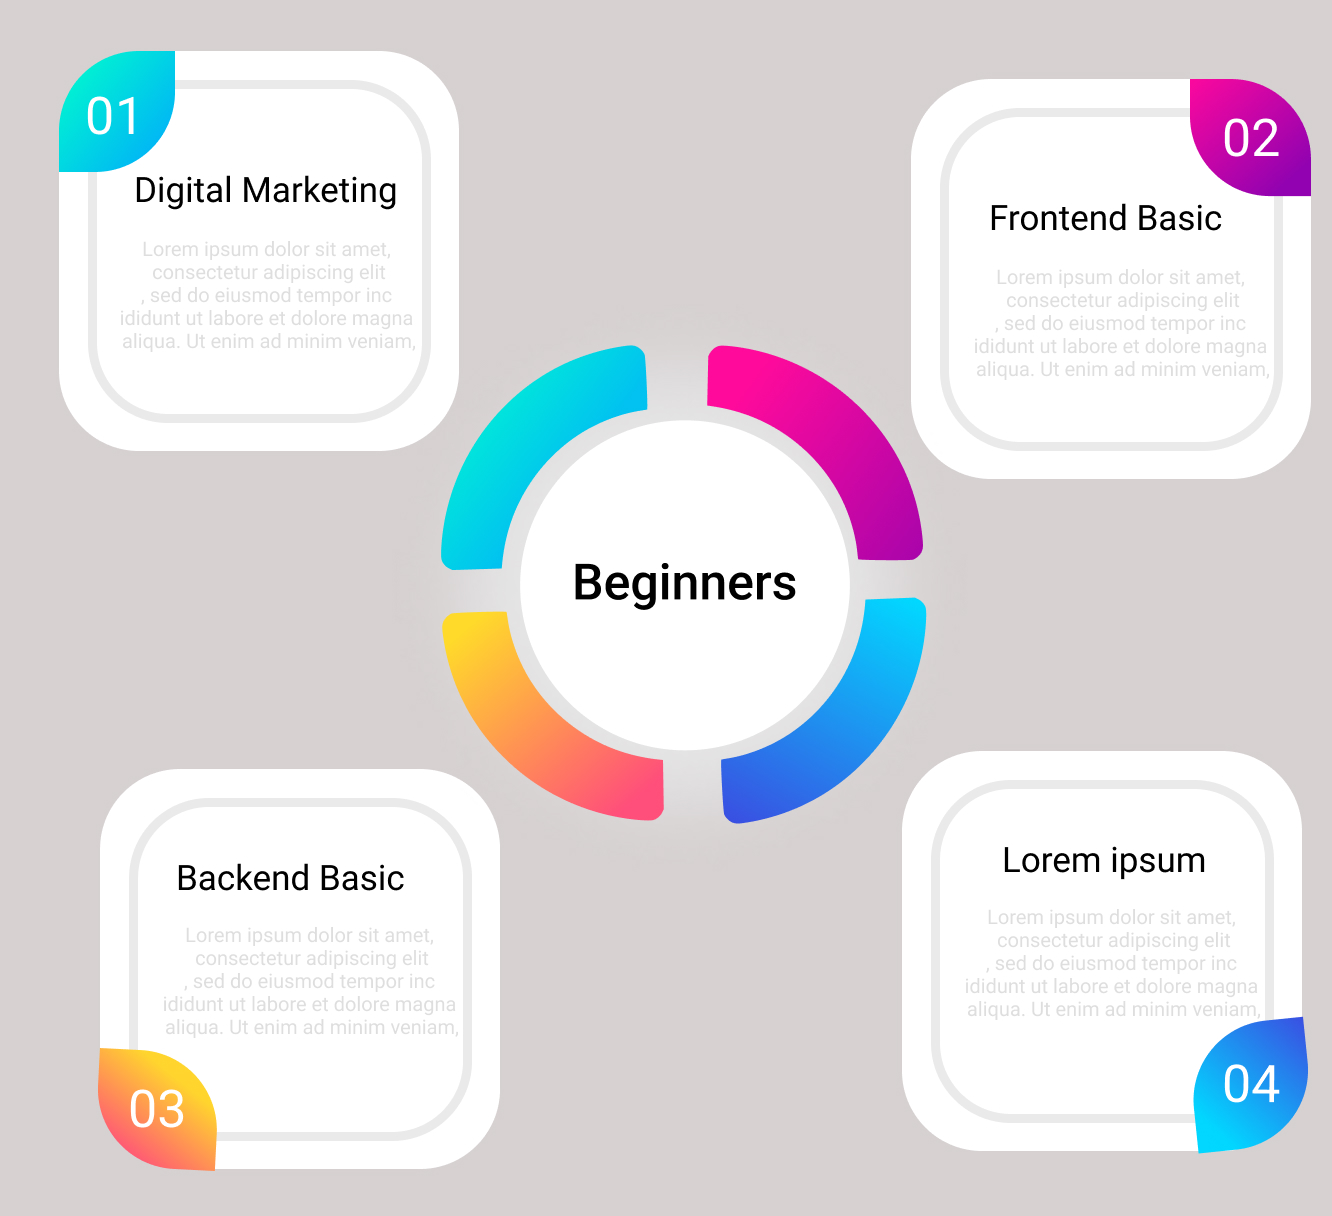 01
Digital Marketing
Lorem ipsum dolor sit amet,
consectetur adipiscing elit
, sed do eiusmod tempor inc
ididunt ut labore et dolore magna
aliqua. Ut enim ad minim veniam,
02
Frontend Basic
Lorem ipsum dolor sit amet,
consectetur adipiscing elit
, sed do eiusmod tempor inc
ididunt ut labore et dolore magna
aliqua. Ut enim ad minim veniam,
Beginners
Backend Basic
Lorem ipsum dolor sit amet,
consectetur adipiscing elit
, sed do eiusmod tempor inc
ididunt ut labore et dolore magna
aliqua. Ut enim ad minim veniam,
03
Lorem ipsum
Lorem ipsum dolor sit amet,
consectetur adipiscing elit
, sed do eiusmod tempor inc
ididunt ut labore et dolore magna
aliqua. Ut enim ad minim veniam,
04